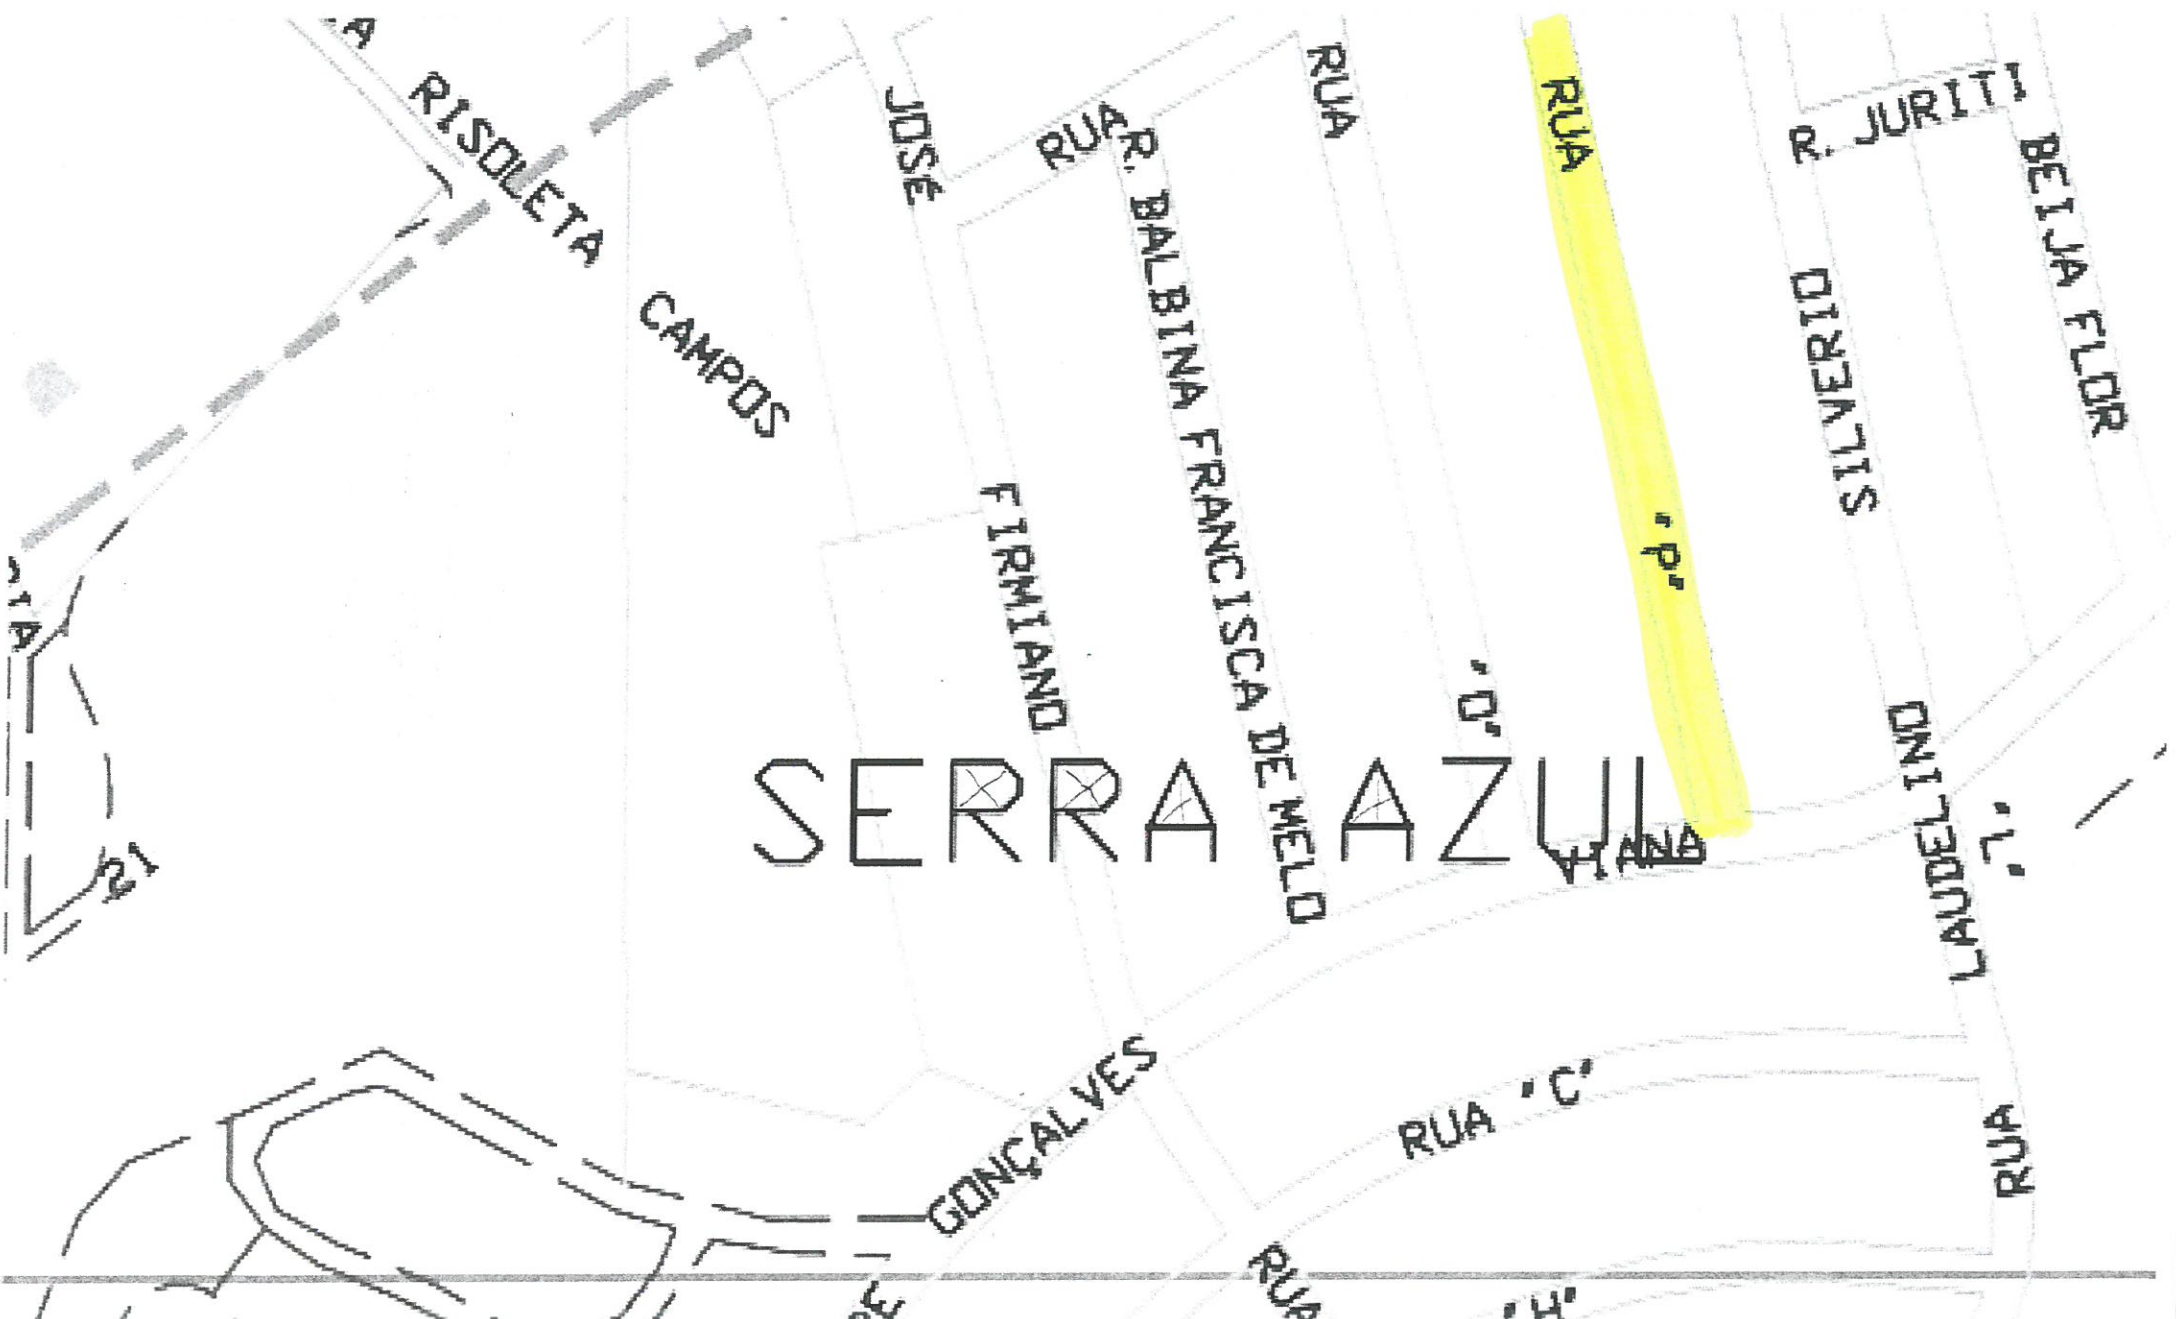 A
RISOLETA
CAMPOS
JOSE
FIRMIANO
RUA
R. BALBINA FRANCISCA DE MELO
RUA
"O"
RUA
"P"
R. JURITI
BEIJA FLOR
RUA
LAUDELINO
SILVERIO
"L"
SERRA AZUL
GONÇALVES
VIANA
RUA "C"
RUA
"H"
21